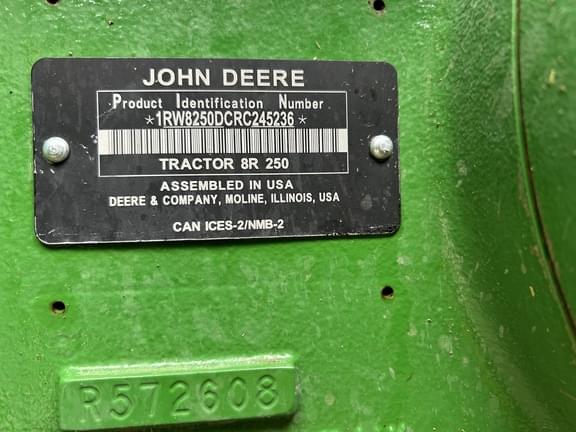 JOHN DEERE
Product Identification Number
*1RW8250DCRC245236*
TRACTOR 8R 250
ASSEMBLED IN USA
DEERE & COMPANY, MOLINE, ILLINOIS, USA
CAN ICES-2/NMB-2
R572608